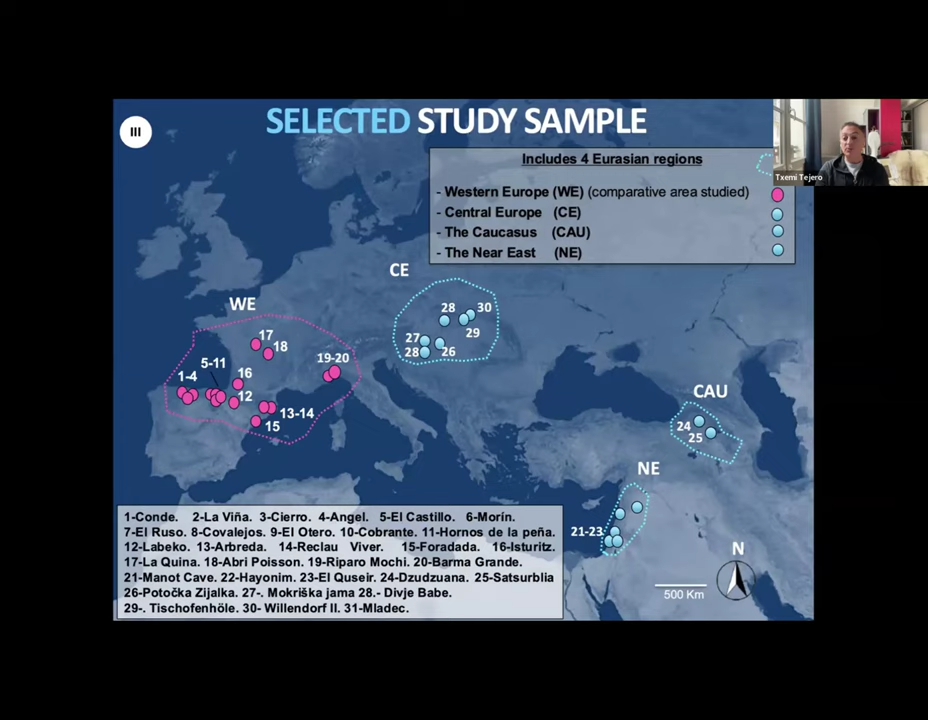 III
SELECTED STUDY SAMPLE
Includes 4 Eurasian regions
- Western Europe (WE) (comparative area studied)
- Central Europe (CE)
- The Caucasus (CAU)
- The Near East (NE)
Txemi Tejero
CE
WE
28
30
29
27
28
26
17
18
19-20
5-11
1-4
16
12
13-14
15
CAU
24
25
NE
21-23
N
500 Km
1-Conde. 2-La Viña. 3-Cierro. 4-Angel. 5-El Castillo. 6-Morín.
7-El Ruso. 8-Covalejos. 9-El Otero. 10-Cobrante. 11-Hornos de la peña.
12-Labeko. 13-Arbreda. 14-Reclau Viver. 15-Foradada. 16-Isturitz.
17-La Quina. 18-Abri Poisson. 19-Riparo Mochi. 20-Barma Grande.
21-Manot Cave. 22-Hayonim. 23-El Quseir. 24-Dzudzuana. 25-Satsurblia
26-Potočka Zijalka. 27-. Mokriška jama 28.- Divje Babe.
29-. Tischofenhöle. 30- Willendorf II. 31-Mladec.